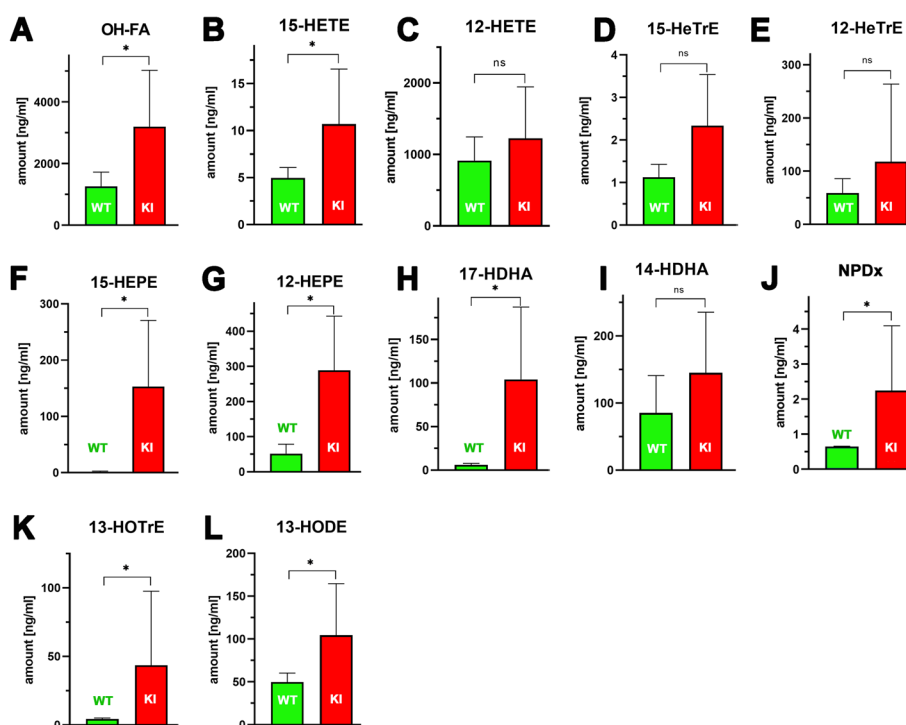 A
OH-FA
*
amount [ng/ml]
4000
2000
0
WT
KI
B
15-HETE
*
amount [ng/ml]
15
10
5
0
WT
KI
C
12-HETE
ns
amount [ng/ml]
2000
1000
0
WT
KI
D
15-HeTrE
ns
amount [ng/ml]
4
3
2
1
0
WT
KI
E
12-HeTrE
ns
amount [ng/ml]
300
200
100
0
WT
KI
F
15-HEPE
*
amount [ng/ml]
300
200
100
0
WT
KI
G
12-HEPE
*
amount [ng/ml]
400
300
200
100
0
WT
KI
H
17-HDHA
*
amount [ng/ml]
150
100
50
0
WT
KI
I
14-HDHA
ns
amount [ng/ml]
300
200
100
0
WT
KI
J
NPDx
*
amount [ng/ml]
4
3
2
1
0
WT
KI
K
13-HOTrE
*
amount [ng/ml]
100
50
0
WT
KI
L
13-HODE
*
amount [ng/ml]
200
150
100
50
0
WT
KI